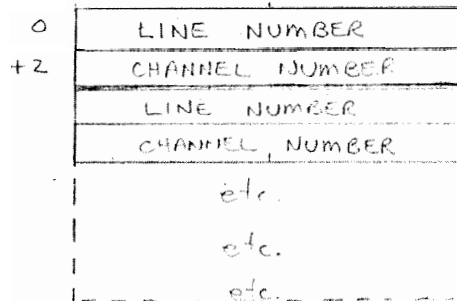 0 LINE NUMBER
+2 CHANNEL NUMBER
LINE NUMBER
CHANNEL NUMBER
etc.
etc.
etc.